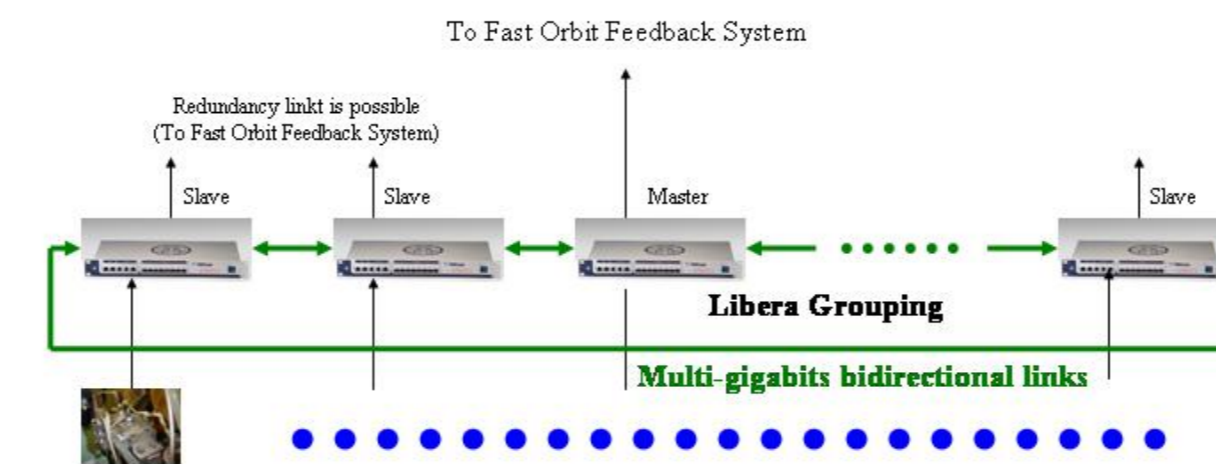 To Fast Orbit Feedback System
Redundancy linkt is possible
(To Fast Orbit Feedback System)
Slave
Slave
Master
Slave
Libera Grouping
Multi-gigabits bidirectional links